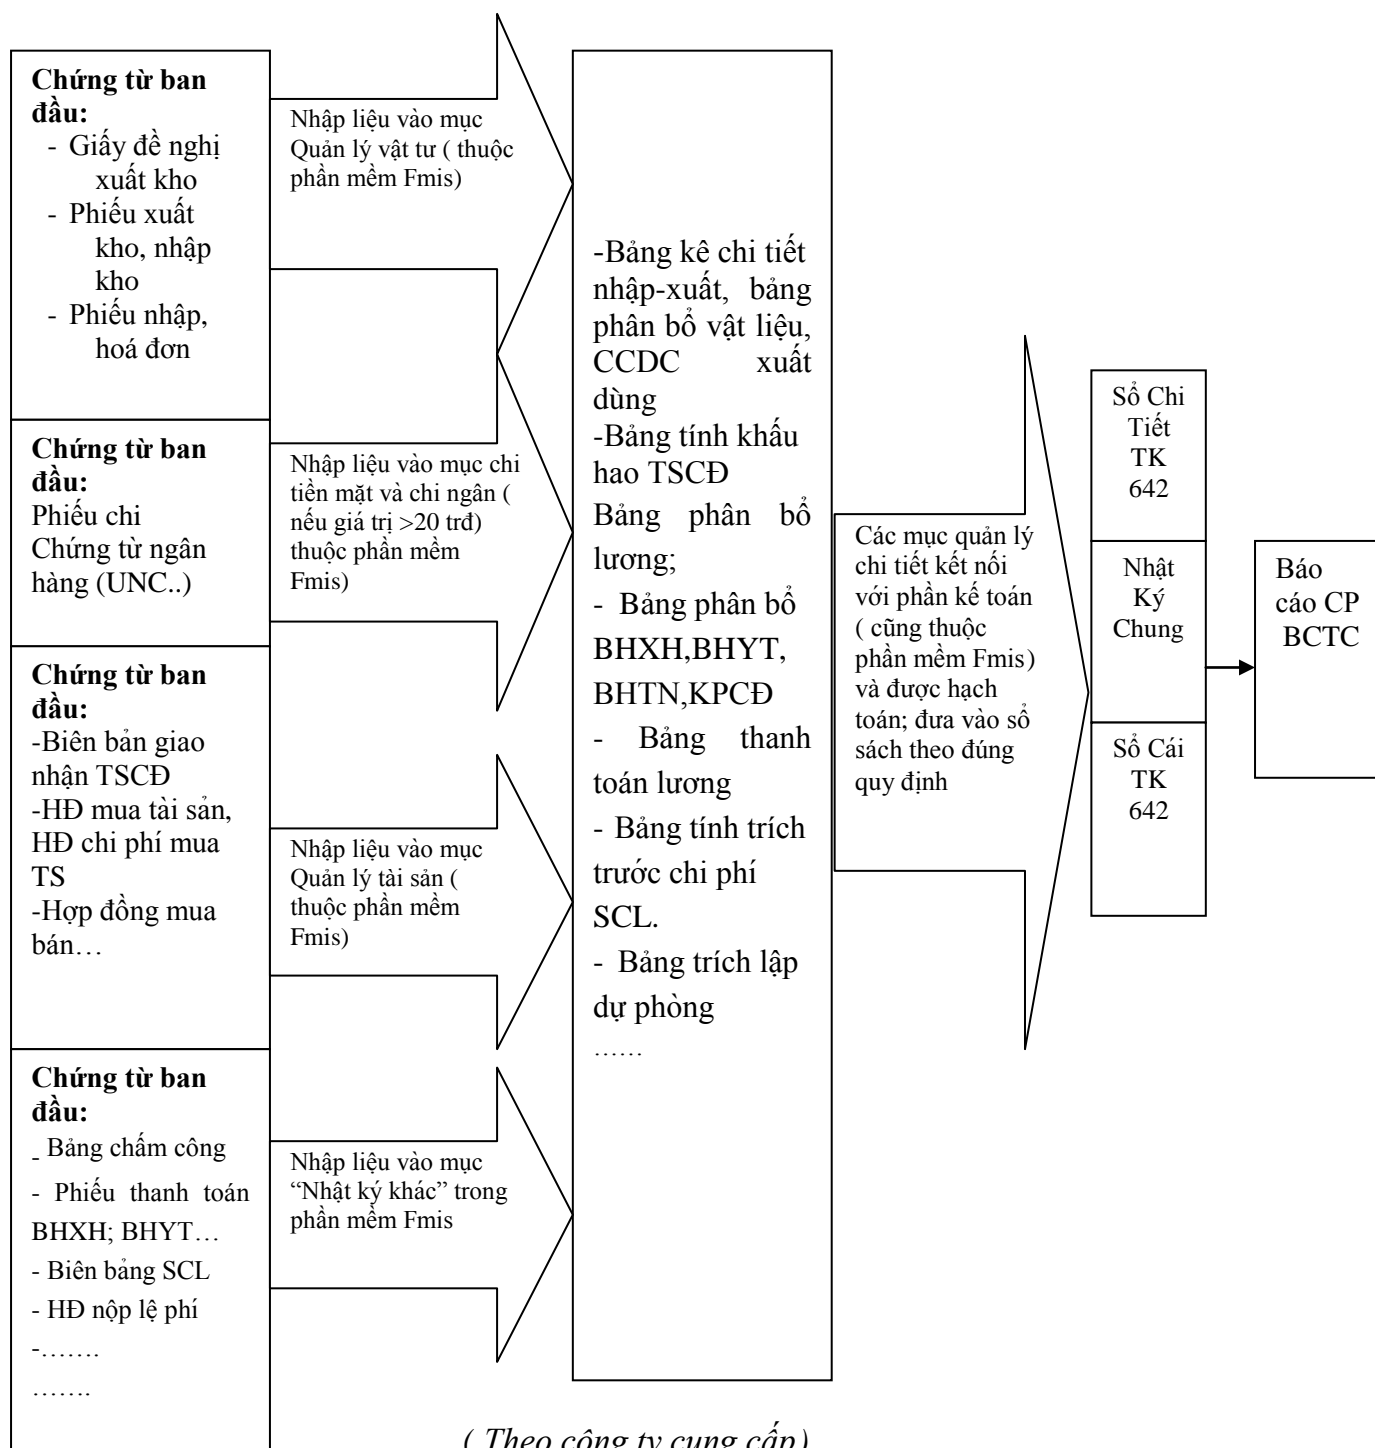 Chứng từ ban
đầu:
- Giấy đề nghị
xuất kho
- Phiếu xuất
kho, nhập
kho
- Phiếu nhập,
hoá đơn
Nhập liệu vào mục
Quản lý vật tư ( thuộc
phần mềm Fmis)
Chứng từ ban
đầu:
Phiếu chi
Chứng từ ngân
hàng (UNC..)
Nhập liệu vào mục chi
tiền mặt và chi ngân (
nếu giá trị >20 trđ)
thuộc phần mềm
Fmis)
Chứng từ ban
đầu:
-Biên bản giao
nhận TSCĐ
-HĐ mua tài sản,
HĐ chi phí mua
TS
-Hợp đồng mua
bán…
Nhập liệu vào mục
Quản lý tài sản (
thuộc phần mềm
Fmis)
Chứng từ ban
đầu:
- Bảng chấm công
- Phiếu thanh toán
BHXH; BHYT…
- Biên bảng SCL
- HĐ nộp lệ phí
-…….
…….
Nhập liệu vào mục
“Nhật ký khác” trong
phần mềm Fmis
-Bảng kê chi tiết
nhập-xuất, bảng
phân bổ vật liệu,
CCDC xuất
dùng
-Bảng tính khấu
hao TSCĐ
Bảng phân bổ
lương;
- Bảng phân bổ
BHXH,BHYT,
BHTN,KPCĐ
- Bảng thanh
toán lương
- Bảng tính trích
trước chi phí
SCL.
- Bảng trích lập
dự phòng
……
Các mục quản lý
chi tiết kết nối
với phần kế toán
( cũng thuộc
phần mềm Fmis)
và được hạch
toán; đưa vào sổ
sách theo đúng
quy định
Sổ Chi
Tiết
TK
642
Nhật
Ký
Chung
Sổ Cái
TK
642
Báo
cáo CP
BCTC
( Theo công ty cung cấp)